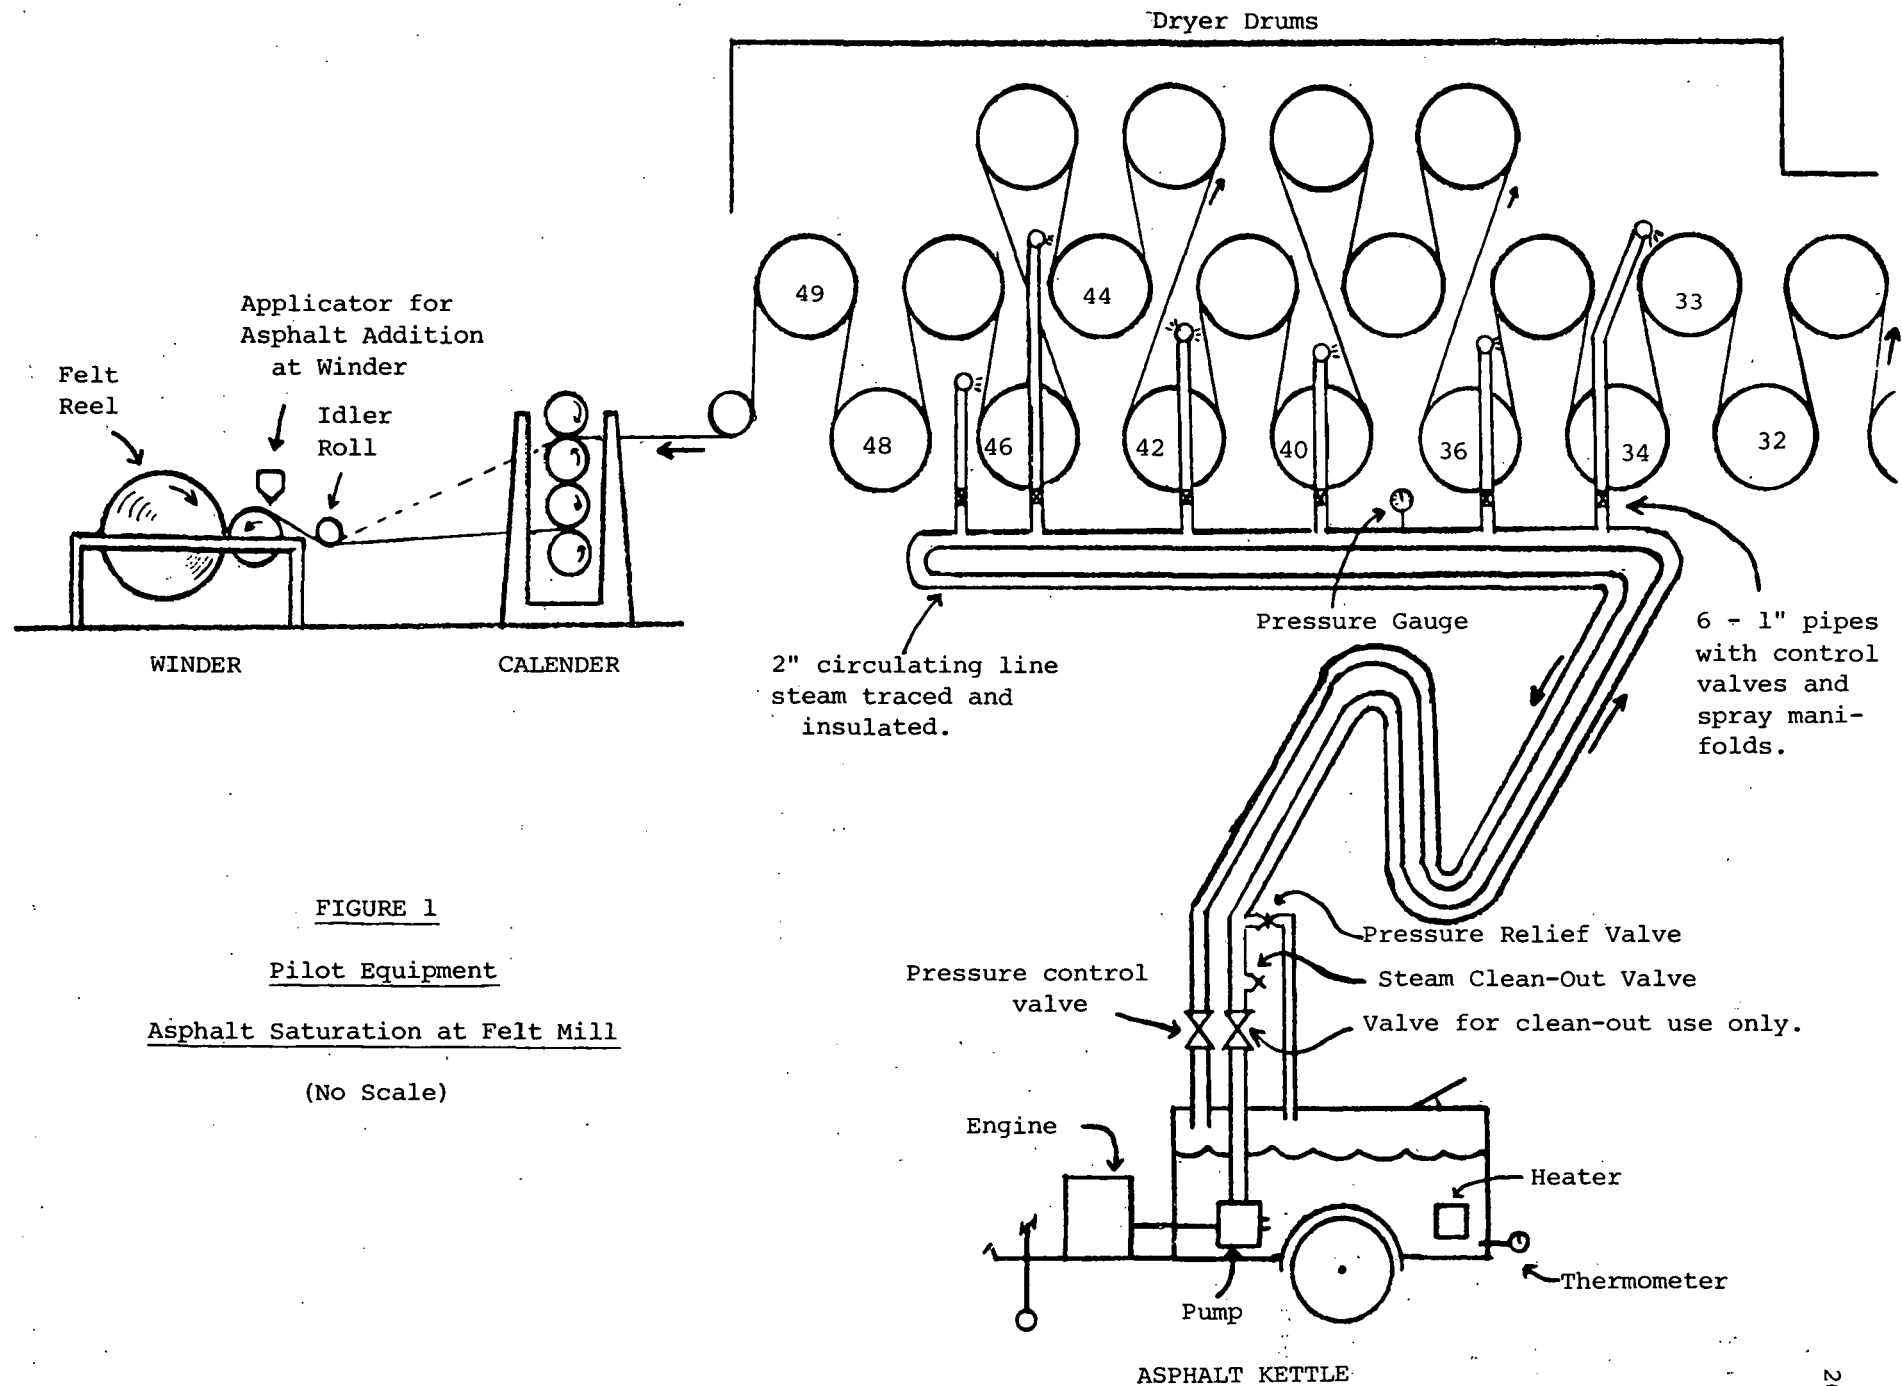 Dryer Drums
49
44
33
48
46
42
40
36
34
32
Applicator for
Asphalt Addition
at Winder
Felt
Reel
Idler
Roll
WINDER
CALENDER
Pressure Gauge
2" circulating line
steam traced and
insulated.
6 - 1" pipes
with control
valves and
spray mani-
folds.
FIGURE 1
Pilot Equipment
Asphalt Saturation at Felt Mill
(No Scale)
Pressure Relief Valve
Steam Clean-Out Valve
Pressure control
valve
Valve for clean-out use only.
Engine
Heater
Thermometer
Pump
ASPHALT KETTLE